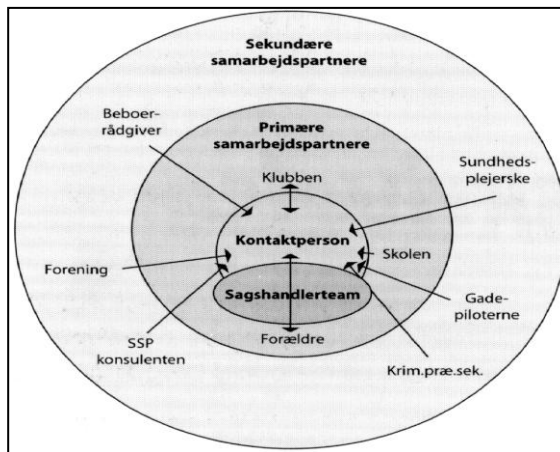 Sekundære
samarbejdspartnere
Beboer-
rådgiver
Primære
samarbejdspartnere
Sundheds-
plejerske
Klubben
Kontaktperson
Skolen
Forening
Sagshandlerteam
Gade-
piloterne
SSP
konsulenten
Forældre
Krim.præ.sek.